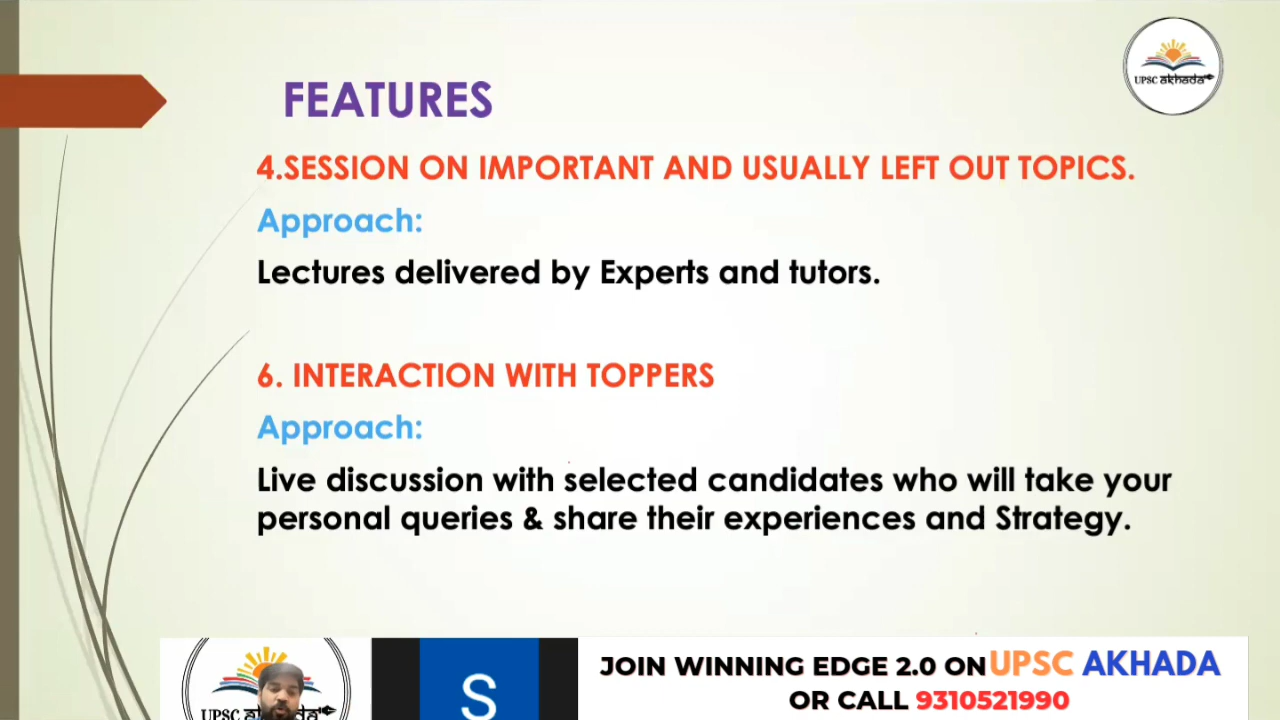 UPSC akhada
FEATURES
4.SESSION ON IMPORTANT AND USUALLY LEFT OUT TOPICS.
Approach:
Lectures delivered by Experts and tutors.
6. INTERACTION WITH TOPPERS
Approach:
Live discussion with selected candidates who will take your
personal queries & share their experiences and Strategy.
UPSC
S
JOIN WINNING EDGE 2.0 ON UPSC AKHADA
OR CALL 9310521990